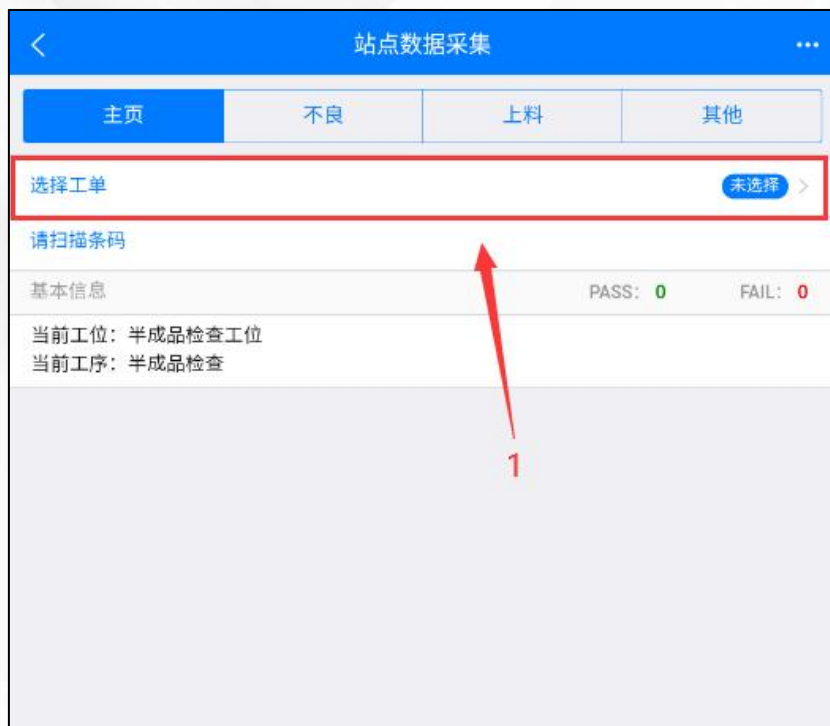 站点数据采集
主页 不良 上料 其他
选择工单 未选择
请扫描条码
基本信息 PASS: 0 FAIL: 0
当前工位：半成品检查工位
当前工序：半成品检查
1